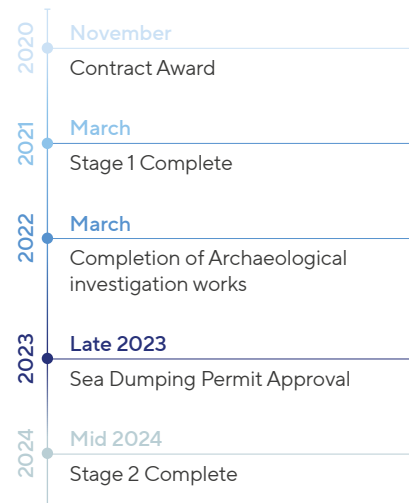 2020
November
Contract Award
2021
March
Stage 1 Complete
2022
March
Completion of Archaeological
investigation works
2023
Late 2023
Sea Dumping Permit Approval
2024
Mid 2024
Stage 2 Complete